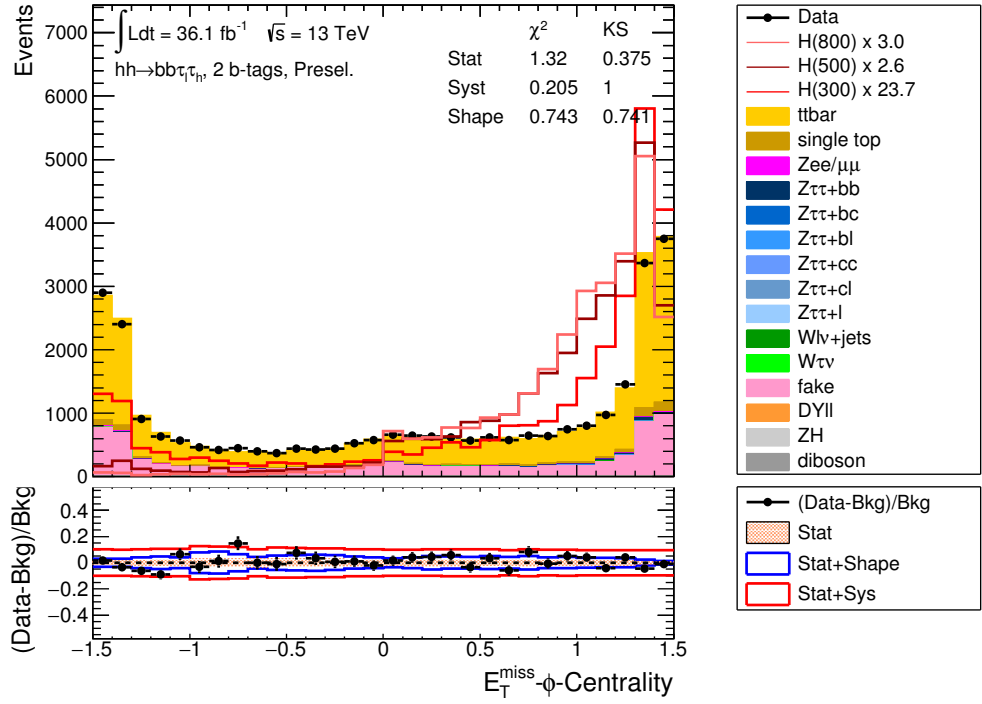 Events
7000
6000
5000
4000
3000
2000
1000
0
∫ Ldt = 36.1 fb⁻¹ √s = 13 TeV
hh→bbτₗτₕ, 2 b-tags, Presel.
χ² KS
Stat 1.32 0.375
Syst 0.205 1
Shape 0.743 0.741
Data
H(800) x 3.0
H(500) x 2.6
H(300) x 23.7
ttbar
single top
Zee/μμ
Zττ+bb
Zττ+bc
Zττ+bl
Zττ+cc
Zττ+cl
Zττ+l
Wlν+jets
Wτν
fake
DYll
ZH
diboson
(Data-Bkg)/Bkg
0.4
0.2
0
−0.2
−0.4
−1.5 −1 −0.5 0 0.5 1 1.5
E_T^miss-φ-Centrality
(Data-Bkg)/Bkg
Stat
Stat+Shape
Stat+Sys